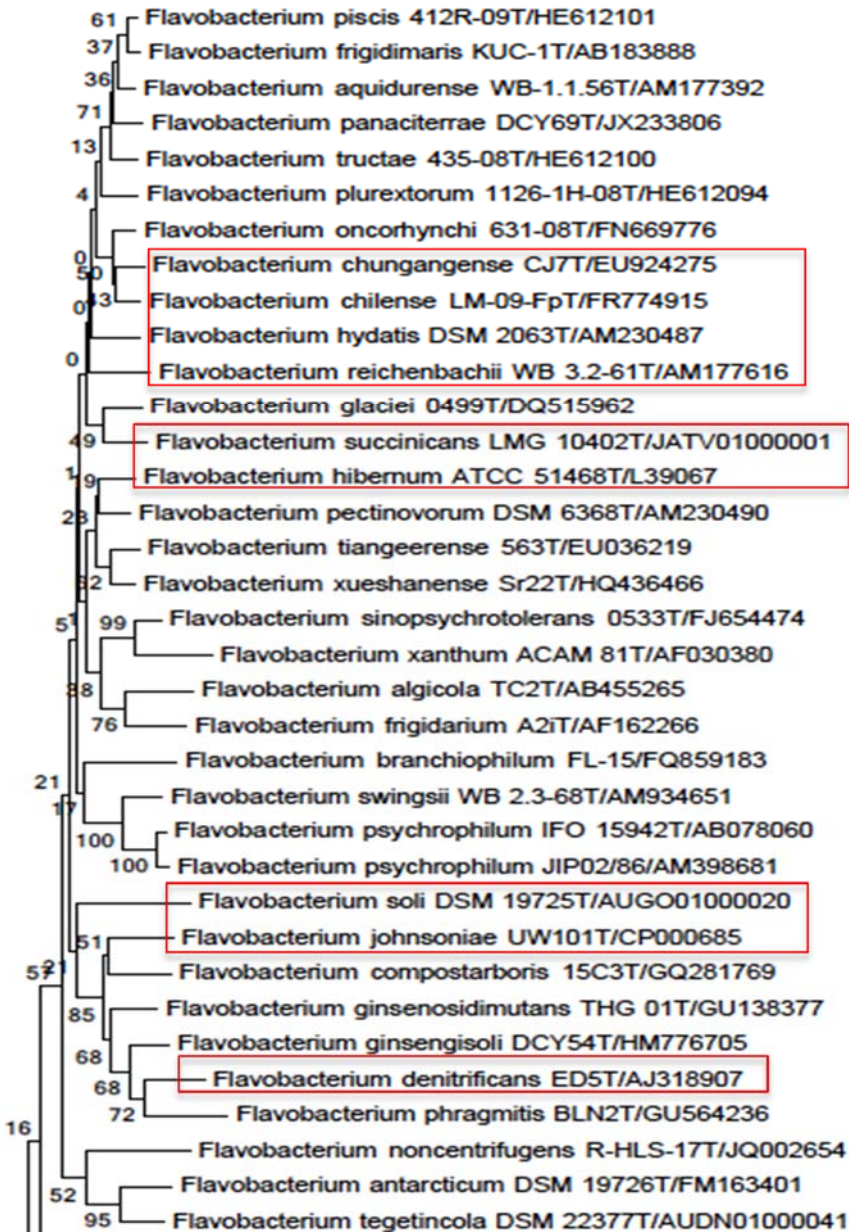 61
Flavobacterium piscis 412R-09T/HE612101
37
Flavobacterium frigidimaris KUC-1T/AB183888
36
Flavobacterium aquidurense WB-1.1.56T/AM177392
71
Flavobacterium panaciterrae DCY69T/JX233806
13
Flavobacterium tructae 435-08T/HE612100
4
Flavobacterium plurextorum 1126-1H-08T/HE612094
Flavobacterium oncorhynchi 631-08T/FN669776
0
50
Flavobacterium chungangense CJ7T/EU924275
0
43
Flavobacterium chilense LM-09-FpT/FR774915
Flavobacterium hydatis DSM 2063T/AM230487
0
Flavobacterium reichenbachii WB 3.2-61T/AM177616
Flavobacterium glaciei 0499T/DQ515962
49
Flavobacterium succinicans LMG 10402T/JATV01000001
1
9
Flavobacterium hibernum ATCC 51468T/L39067
Flavobacterium pectinovorum DSM 6368T/AM230490
Flavobacterium tiangeerense 563T/EU036219
Flavobacterium xueshanense Sr22T/HQ436466
99
Flavobacterium sinopsychrotolerans 0533T/FJ654474
Flavobacterium xanthum ACAM 81T/AF030380
Flavobacterium algicola TC2T/AB455265
76
Flavobacterium frigidarium A2iT/AF162266
Flavobacterium branchiophilum FL-15/FQ859183
21
17
Flavobacterium swingsii WB 2.3-68T/AM934651
100
Flavobacterium psychrophilum IFO 15942T/AB078060
100
Flavobacterium psychrophilum JIP02/86/AM398681
Flavobacterium soli DSM 19725T/AUGO01000020
51
Flavobacterium johnsoniae UW101T/CP000685
57
21
Flavobacterium compostarboris 15C3T/GQ281769
85
Flavobacterium ginsenosidimutans THG 01T/GU138377
68
Flavobacterium ginsengisoli DCY54T/HM776705
68
Flavobacterium denitrificans ED5T/AJ318907
72
Flavobacterium phragmitis BLN2T/GU564236
16
Flavobacterium noncentrifugens R-HLS-17T/JQ002654
52
Flavobacterium antarcticum DSM 19726T/FM163401
95
Flavobacterium tegetincola DSM 22377T/AUDN01000041